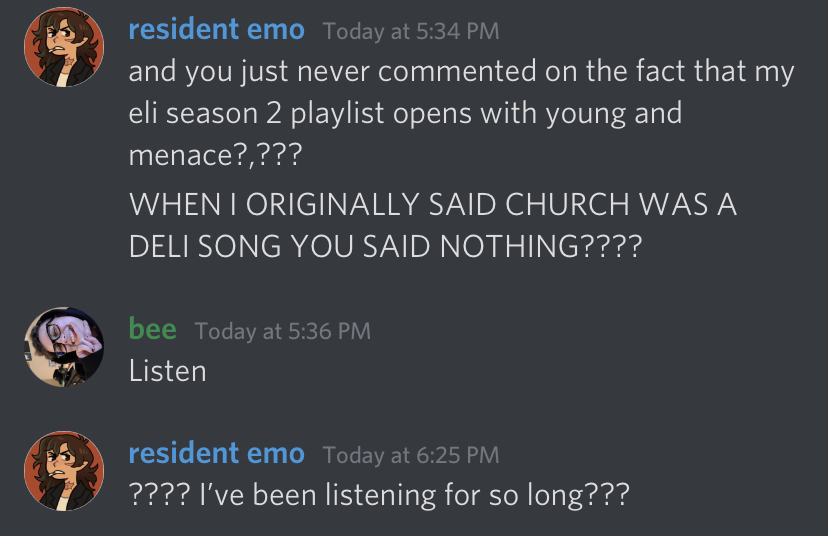 resident emo Today at 5:34 PM
and you just never commented on the fact that my
eli season 2 playlist opens with young and
menace?,???
WHEN I ORIGINALLY SAID CHURCH WAS A
DELI SONG YOU SAID NOTHING????
bee Today at 5:36 PM
Listen
resident emo Today at 6:25 PM
???? I’ve been listening for so long???